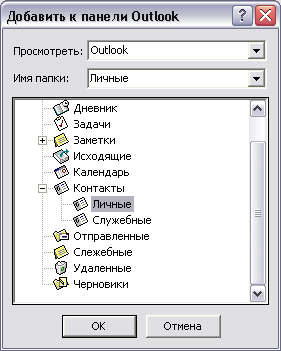 Добавить к панели Outlook
Просмотреть: Outlook
Имя папки: Личные
Дневник
Задачи
Заметки
Исходящие
Календарь
Контакты
Личные
Служебные
Отправленные
Слежебные
Удаленные
Черновики
OK Отмена